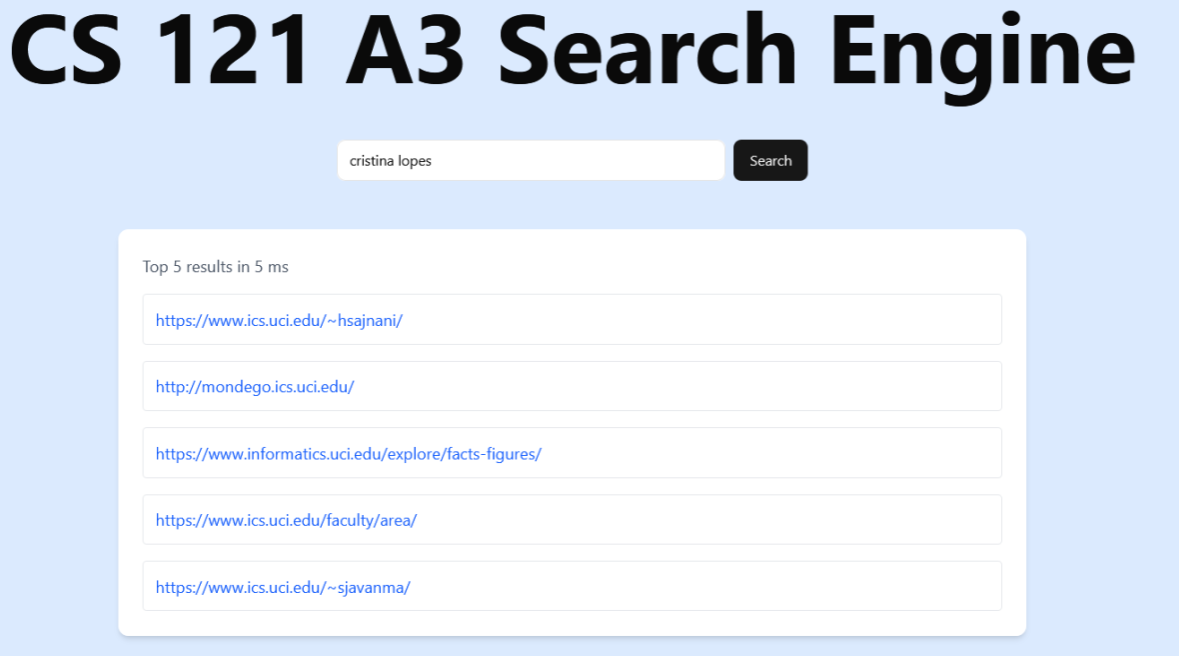 CS 121 A3 Search Engine
cristina lopes
Search
Top 5 results in 5 ms
https://www.ics.uci.edu/~hsajnani/
http://mondego.ics.uci.edu/
https://www.informatics.uci.edu/explore/facts-figures/
https://www.ics.uci.edu/faculty/area/
https://www.ics.uci.edu/~sjavanma/